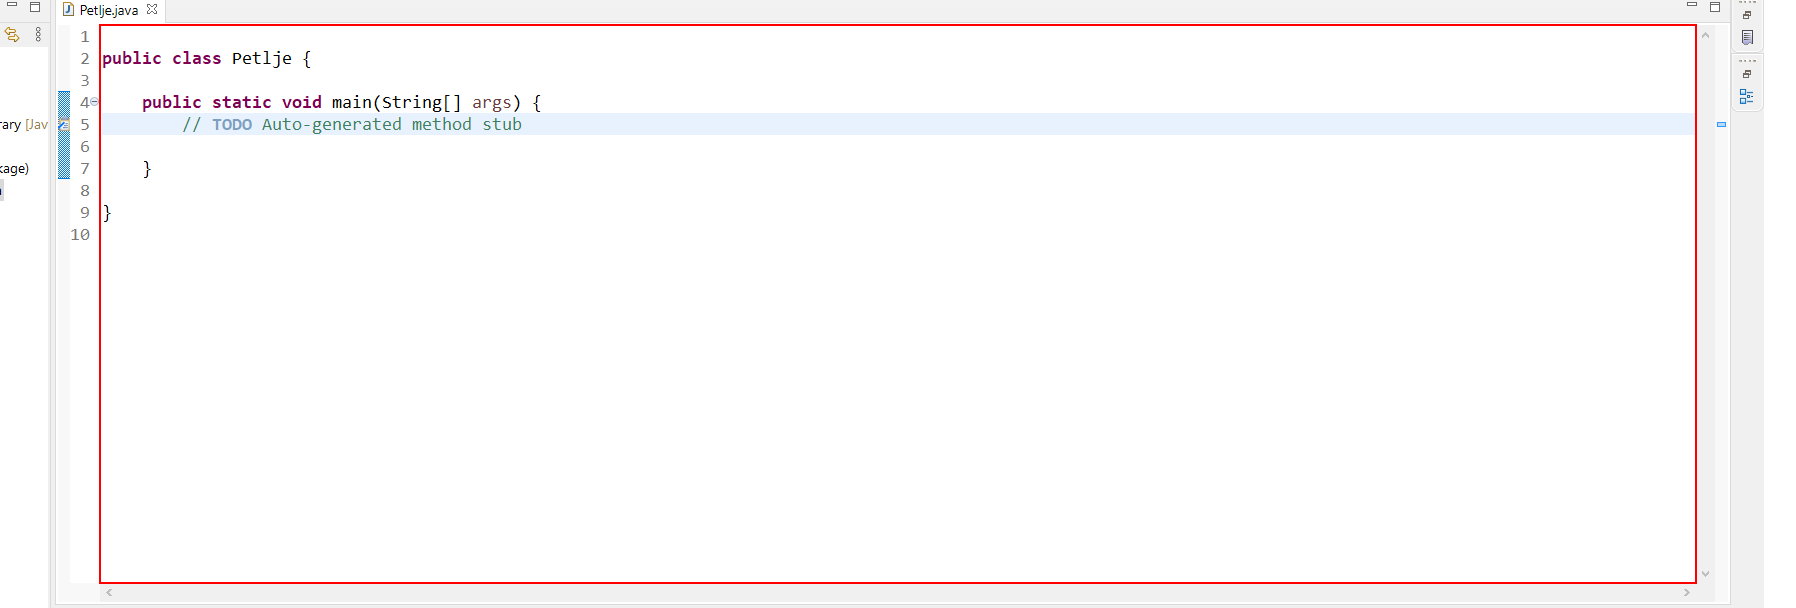 Petlje.java
1
2 public class Petlje {
3
4 public static void main(String[] args) {
rary [Jav 5 // TODO Auto-generated method stub
6
kage) 7 }
8
9 }
10